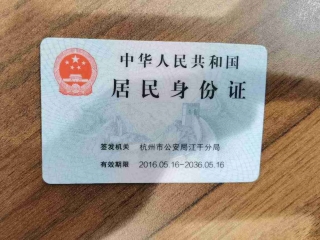 中华人民共和国
居民身份证
签发机关 杭州市公安局江干分局
有效期限 2016.05.16-2036.05.16